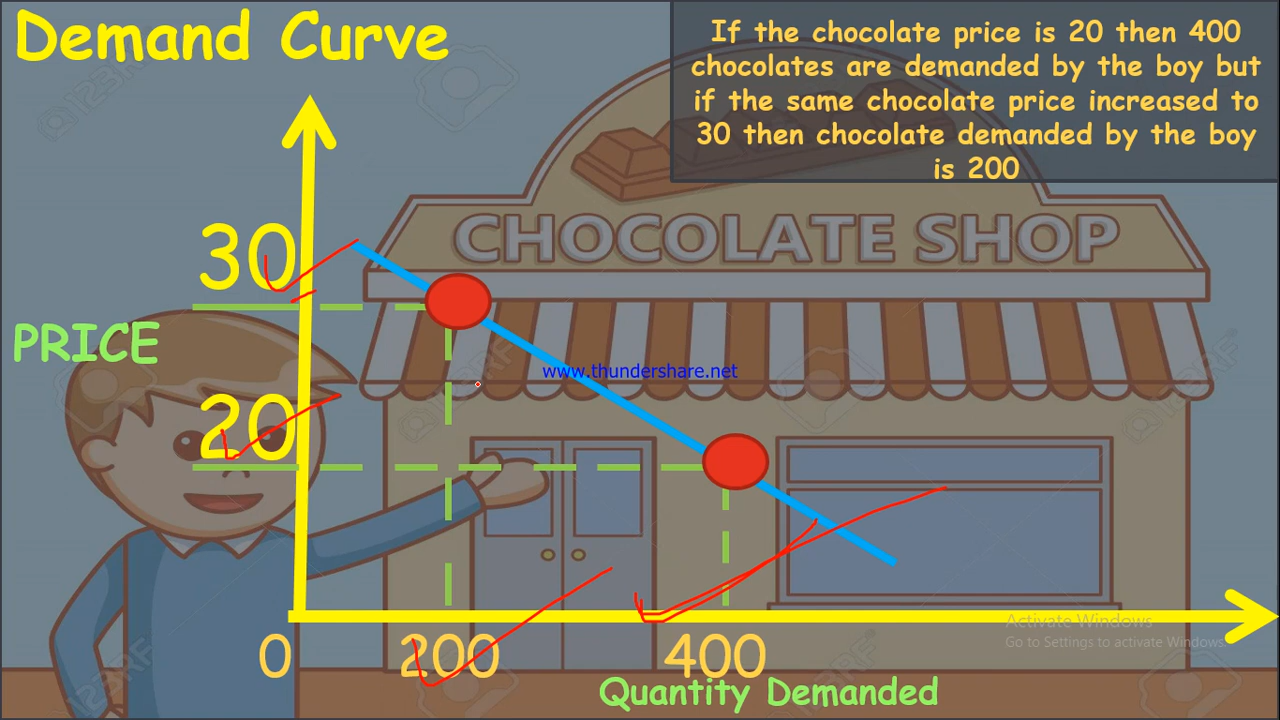 Demand Curve
If the chocolate price is 20 then 400
chocolates are demanded by the boy but
if the same chocolate price increased to
30 then chocolate demanded by the boy
is 200
CHOCOLATE SHOP
30
PRICE
www.thundershare.net
20
Activate Windows
Go to Settings to activate Windows.
0
200
400
Quantity Demanded
123RF